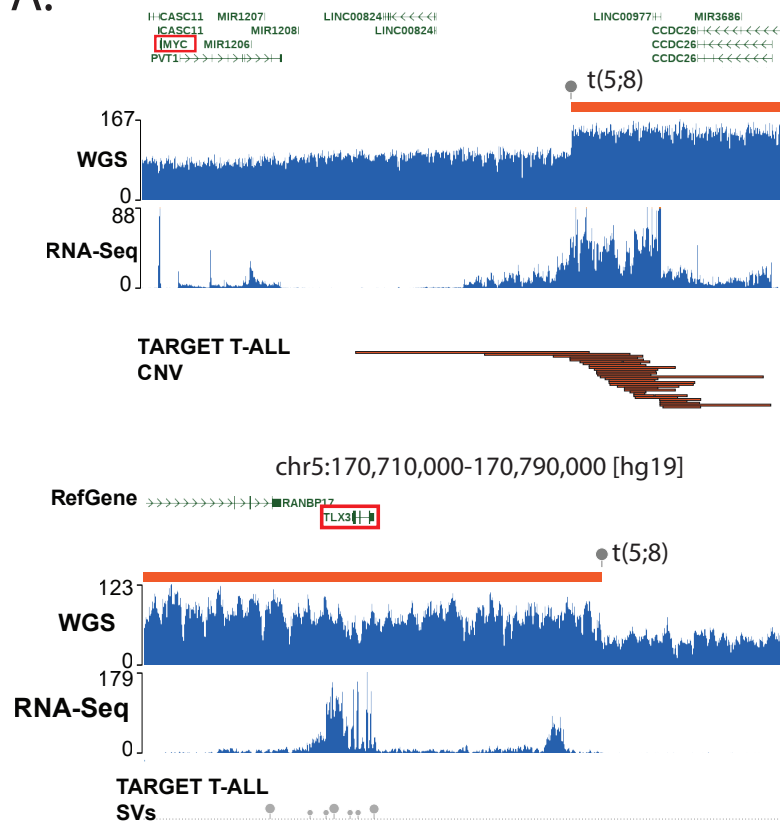 A.
CASC11 MIR1207 LINC00824 LINC00977 MIR3686
CASC11 MIR1208 LINC00824 CCDC26
MYC MIR1206 CCDC26
PVT1 CCDC26
t(5;8)
167
WGS
0
88
RNA-Seq
0
TARGET T-ALL
CNV
chr5:170,710,000-170,790,000 [hg19]
RefGene RANBP17
TLX3
t(5;8)
123
WGS
0
179
RNA-Seq
0
TARGET T-ALL
SVs